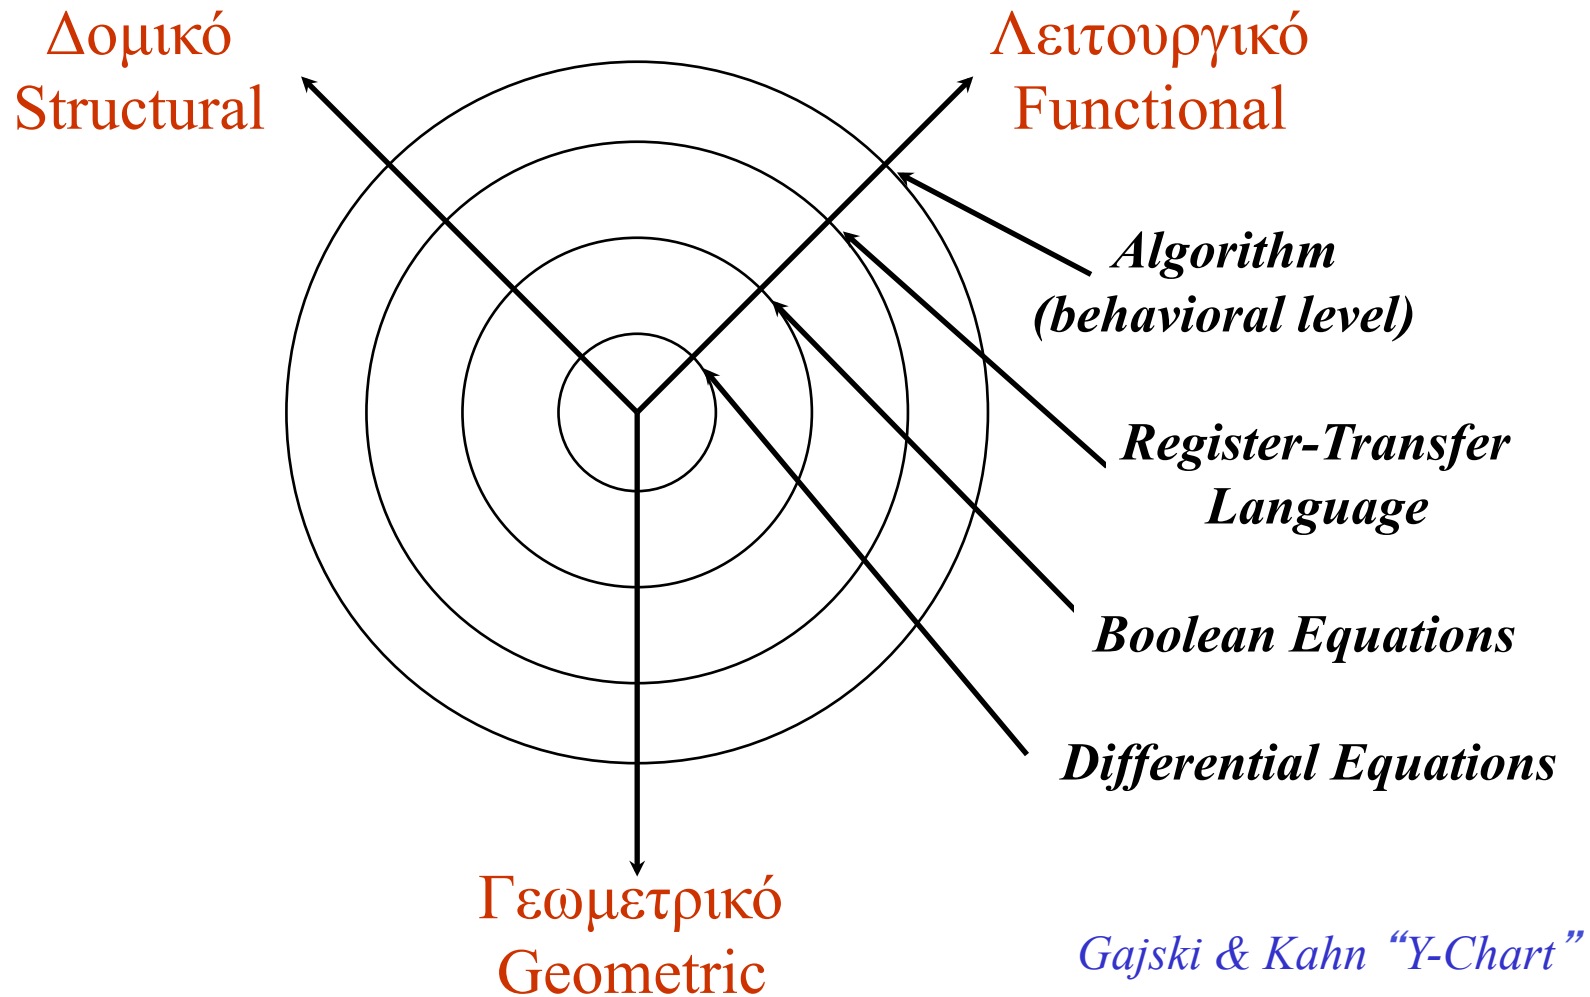 Δομικό
Structural
Λειτουργικό
Functional
Algorithm
(behavioral level)
Register-Transfer
Language
Boolean Equations
Differential Equations
Γεωμετρικό
Geometric
Gajski & Kahn “Y-Chart”